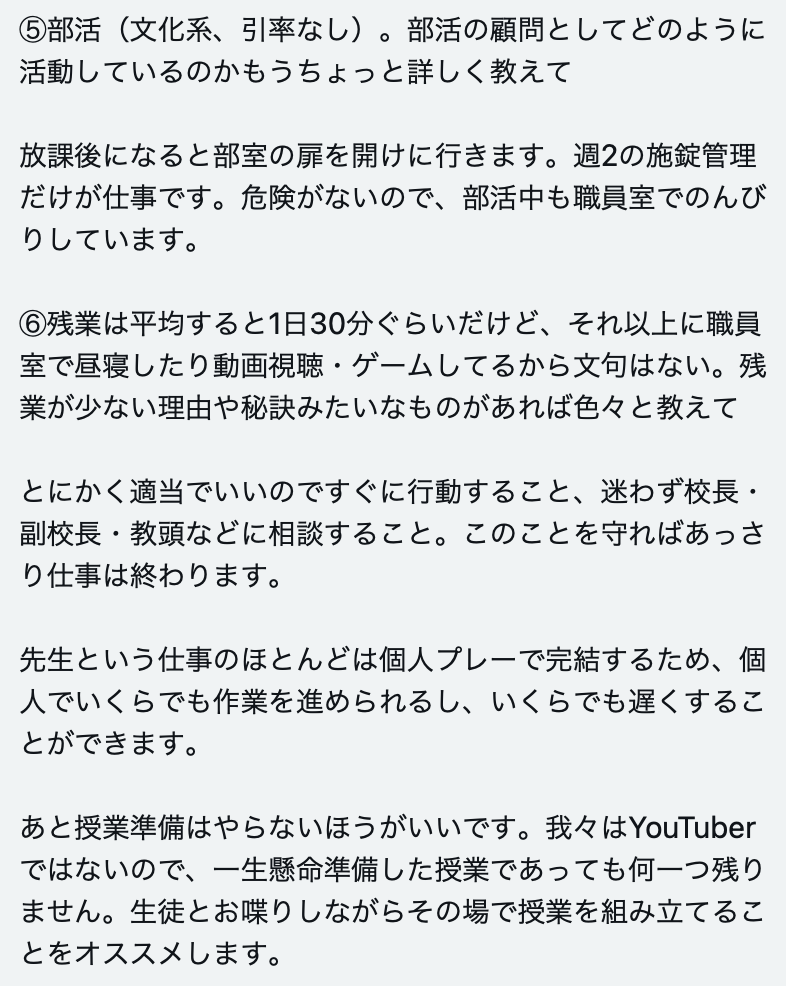 ⑤部活（文化系、引率なし）。部活の顧問としてどのように
活動しているのかもうちょっと詳しく教えて
放課後になると部室の扉を開けに行きます。週2の施錠管理
だけが仕事です。危険がないので、部活中も職員室でのんび
りしています。
⑥残業は平均すると1日30分ぐらいだけど、それ以上に職員
室で昼寝したり動画視聴・ゲームしてるから文句はない。残
業が少ない理由や秘訣みたいなものがあれば色々と教えて
とにかく適当でいいのですぐに行動すること、迷わず校長・
副校長・教頭などに相談すること。このことを守ればあっさ
り仕事は終わります。
先生という仕事のほとんどは個人プレーで完結するため、個
人でいくらでも作業を進められるし、いくらでも遅くするこ
とができます。
あと授業準備はやらないほうがいいです。我々はYouTuber
ではないので、一生懸命準備した授業であっても何一つ残り
ません。生徒とお喋りしながらその場で授業を組み立てるこ
とをオススメします。